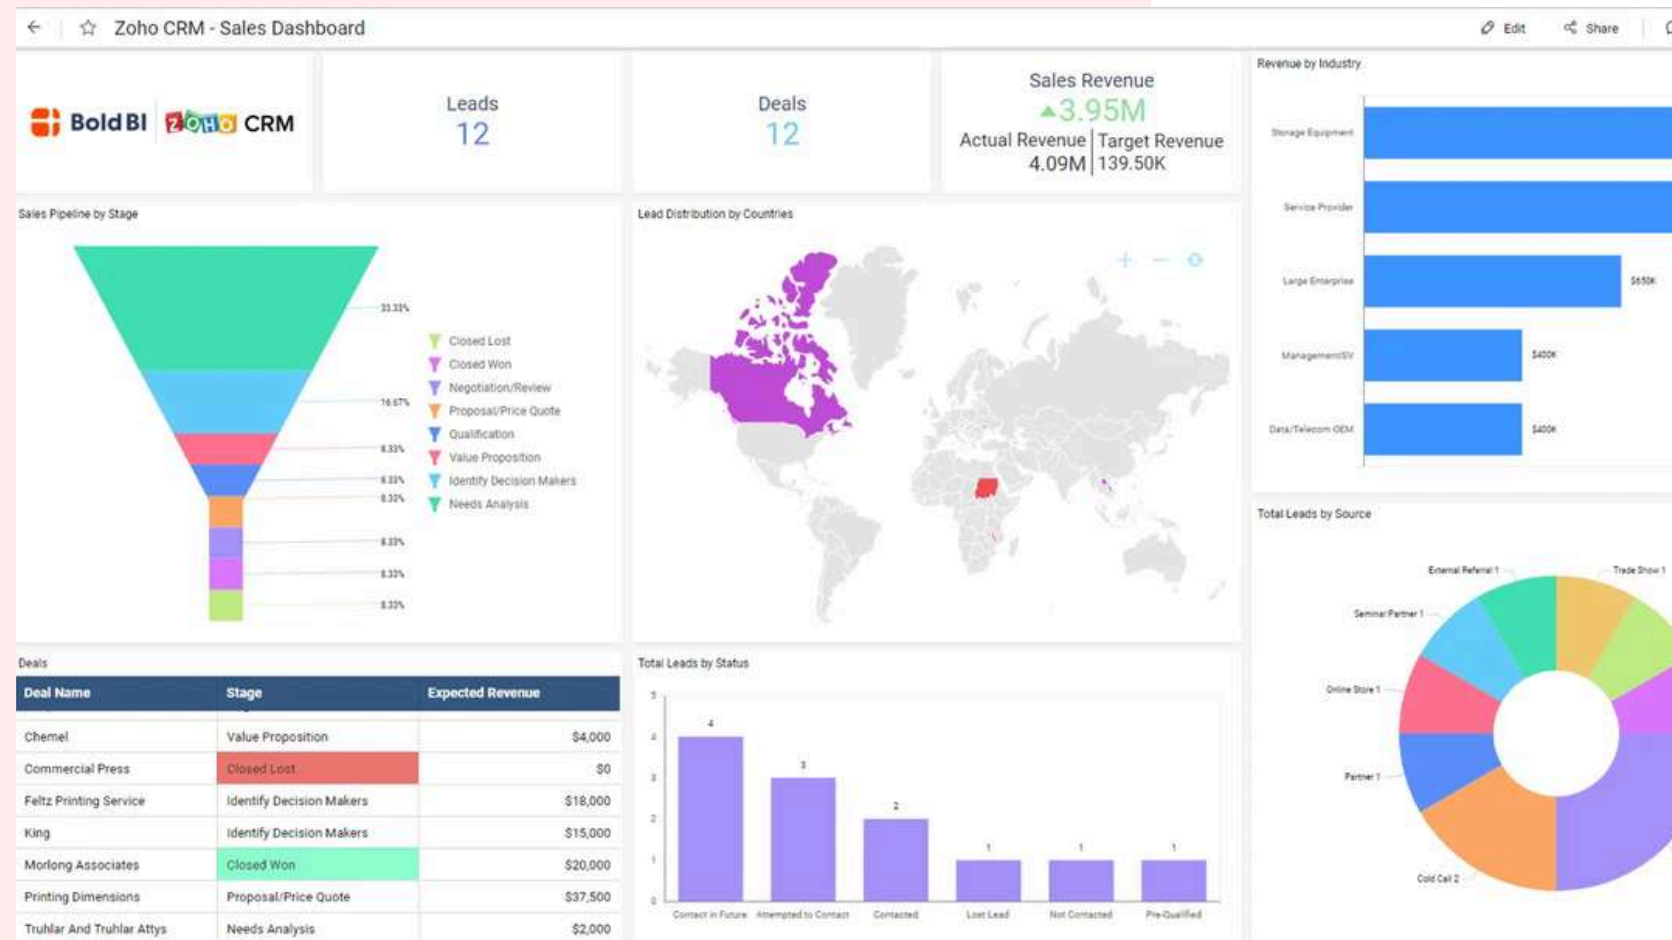 Zoho CRM - Sales Dashboard
Edit
Share
Bold BI
ZOHO CRM
Leads
12
Deals
12
Sales Revenue
3.95M
Actual Revenue
4.09M
Target Revenue
139.50K
Revenue by Industry
Storage Equipment
Service Provider
Large Enterprise
$650K
ManagementISV
$400K
Data/Telecom OEM
$400K
Sales Pipeline by Stage
33.33%
16.67%
8.33%
8.33%
8.33%
8.33%
8.33%
8.33%
Closed Lost
Closed Won
Negotiation/Review
Proposal/Price Quote
Qualification
Value Proposition
Identify Decision Makers
Needs Analysis
Lead Distribution by Countries
Total Leads by Source
External Referral 1
Trade Show 1
Seminar Partner 1
Online Store 1
Partner 1
Cold Call 2
Deals
Deal Name Stage Expected Revenue
Chemel Value Proposition $4,000
Commercial Press Closed Lost $0
Feltz Printing Service Identify Decision Makers $18,000
King Identify Decision Makers $15,000
Morlong Associates Closed Won $20,000
Printing Dimensions Proposal/Price Quote $37,500
Truhlar And Truhlar Attys Needs Analysis $2,000
Total Leads by Status
5
4
3
2
1
0
4
3
2
1
1
1
Contact in Future
Attempted to Contact
Contacted
Lost Lead
Not Contacted
Pre-Qualified